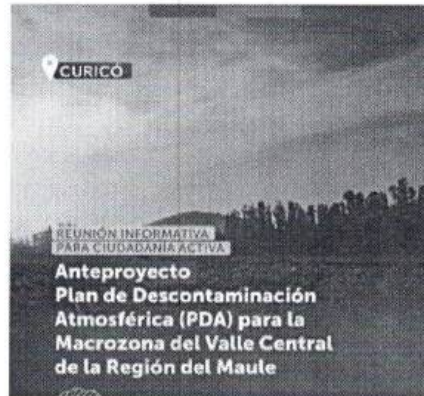 CURICÓ
REUNIÓN INFORMATIVA
PARA CIUDADANÍA ACTIVA
Anteproyecto
Plan de Descontaminación
Atmosférica (PDA) para la
Macrozona del Valle Central
de la Región del Maule